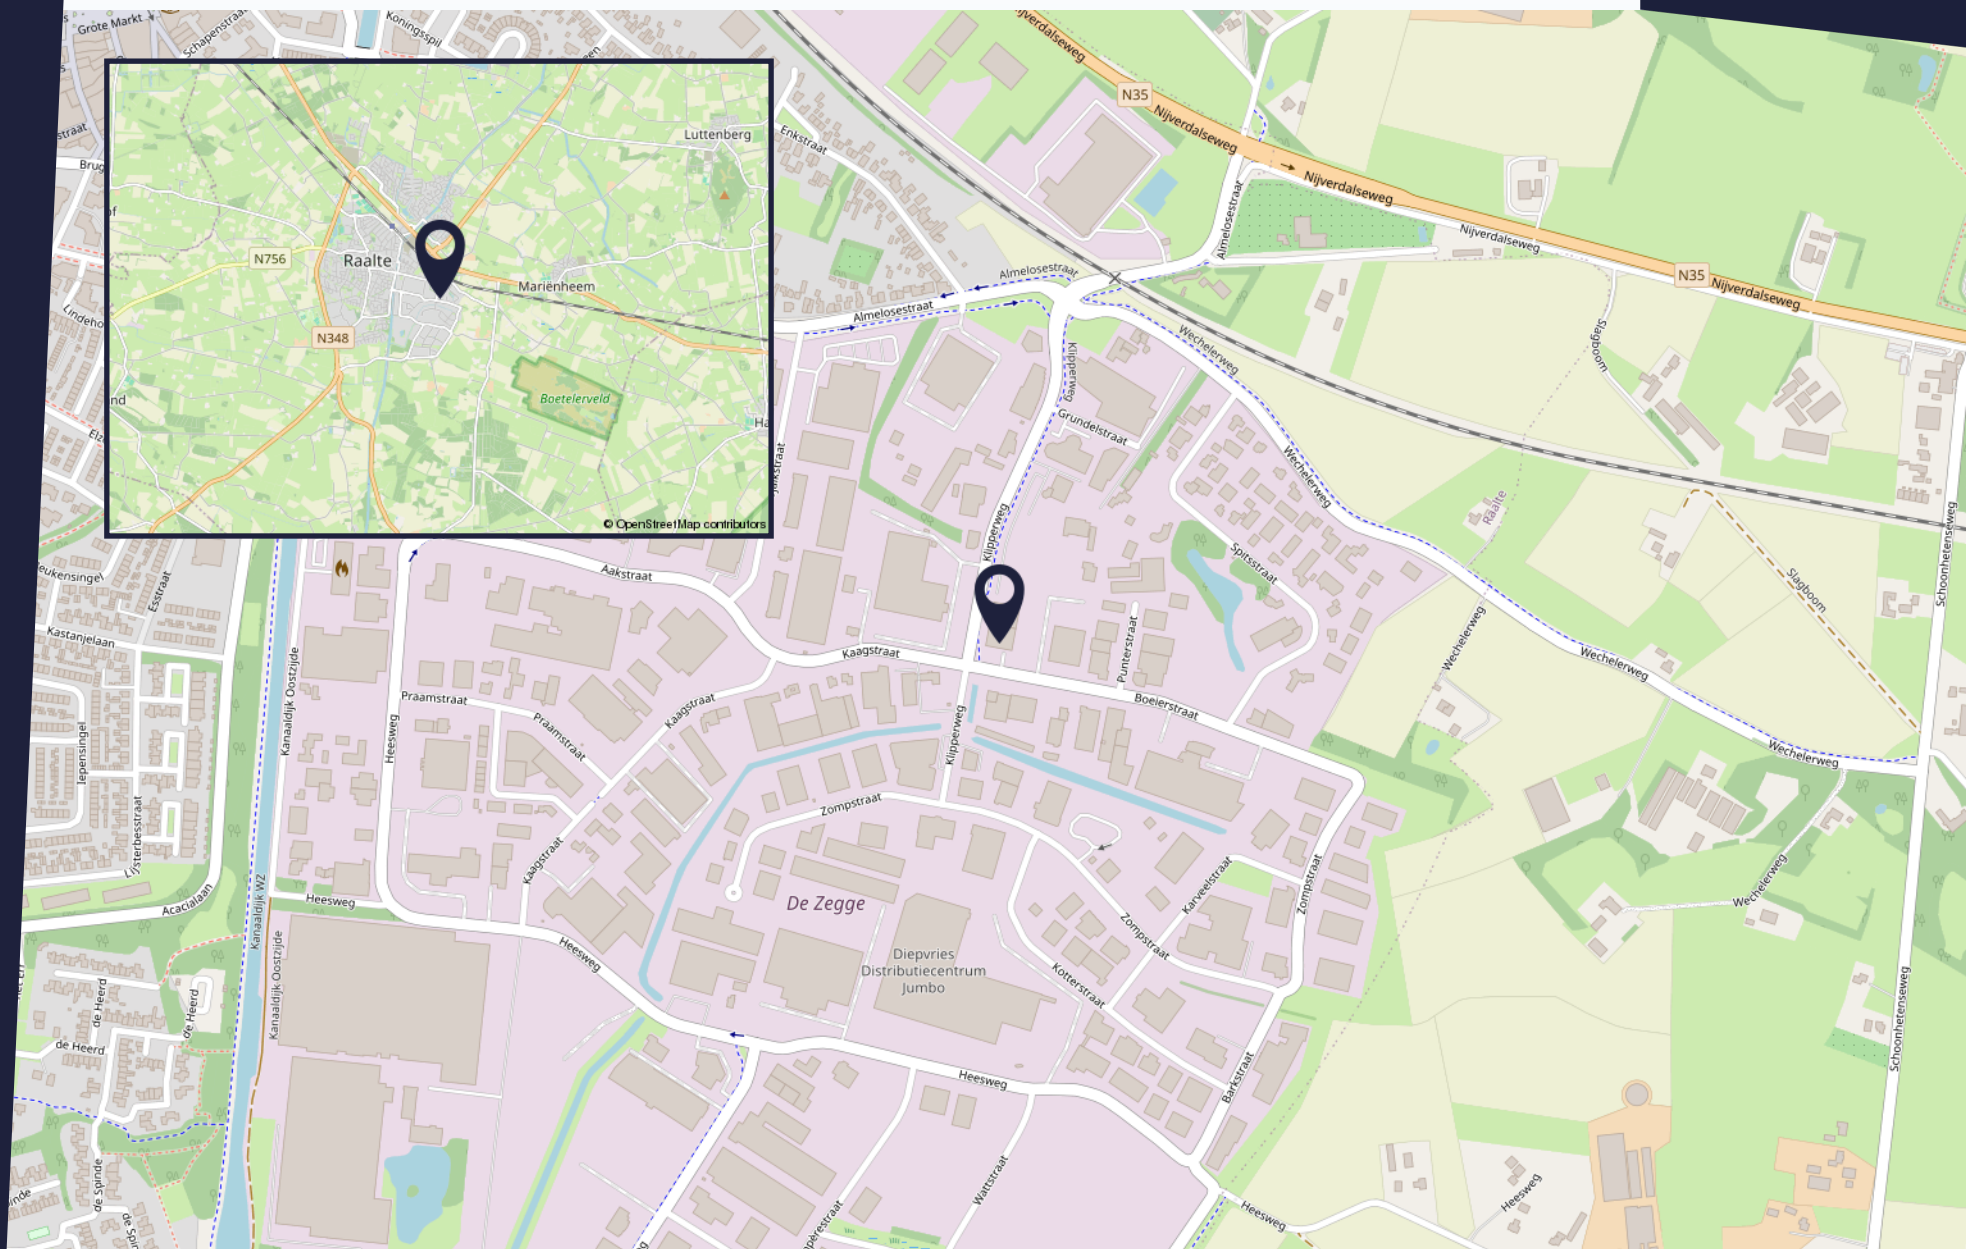 Grote Markt
Schapenstraat
Koningsspil
Nijverdalseweg
N35
Nijverdalseweg
Nijverdalseweg
Nijverdalseweg
N35
Nijverdalseweg
Enkstraat
Almelosestraat
Almelosestraat
Almelosestraat
Luttenberg
N756
Raalte
Mariënheem
N348
Boetelerveld
© OpenStreetMap contributors
Wechelerweg
Klipperweg
Grundelstraat
Slagboom
Wechelerweg
Raalte
Klipperweg
Spitsstraat
Aakstraat
Esstraat
Kastanjelaan
Slagboom
Schoonhetenseweg
Kaagstraat
Punterstraat
Wechelerweg
Wechelerweg
Kanaaldijk Oostzijde
Praamstraat
Praamstraat
Kaagstraat
Boeierstraat
Heesweg
Iepensingel
Klipperweg
Wechelerweg
Zompstraat
Lijsterbesstraat
Kaagstraat
Karveelstraat
Zompstraat
Wechelerweg
Acacialaan
Heesweg
Kanaaldijk WZ
De Zegge
Zompstraat
Heesweg
Diepvries
Distributiecentrum
Jumbo
Kotterstraat
Kanaaldijk Oostzijde
de Heerd
de Heerd
de Heerd
Schoonhetenseweg
Heesweg
Barkstraat
Wattstraat
de Spinde
Heesweg
Heesweg